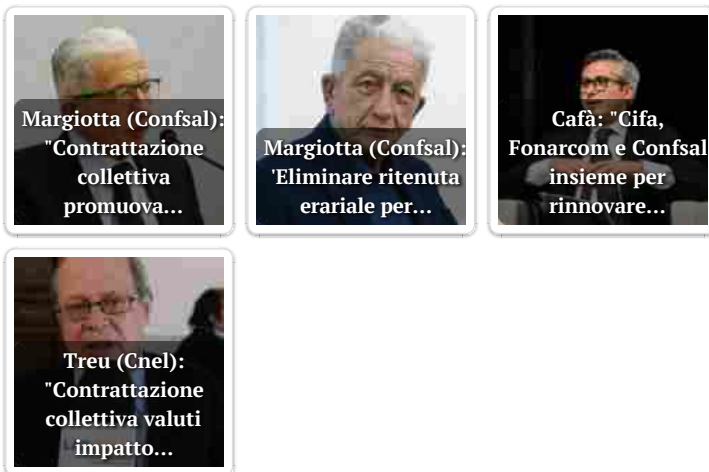 Margiotta (Confsal):
"Contrattazione
collettiva
promuova...
Margiotta (Confsal):
'Eliminare ritenuta
erariale per...
Cafà: "Cifa,
Fonarcom e Confsal
insieme per
rinnovare...
Treu (Cnel):
"Contrattazione
collettiva valuti
impatto...